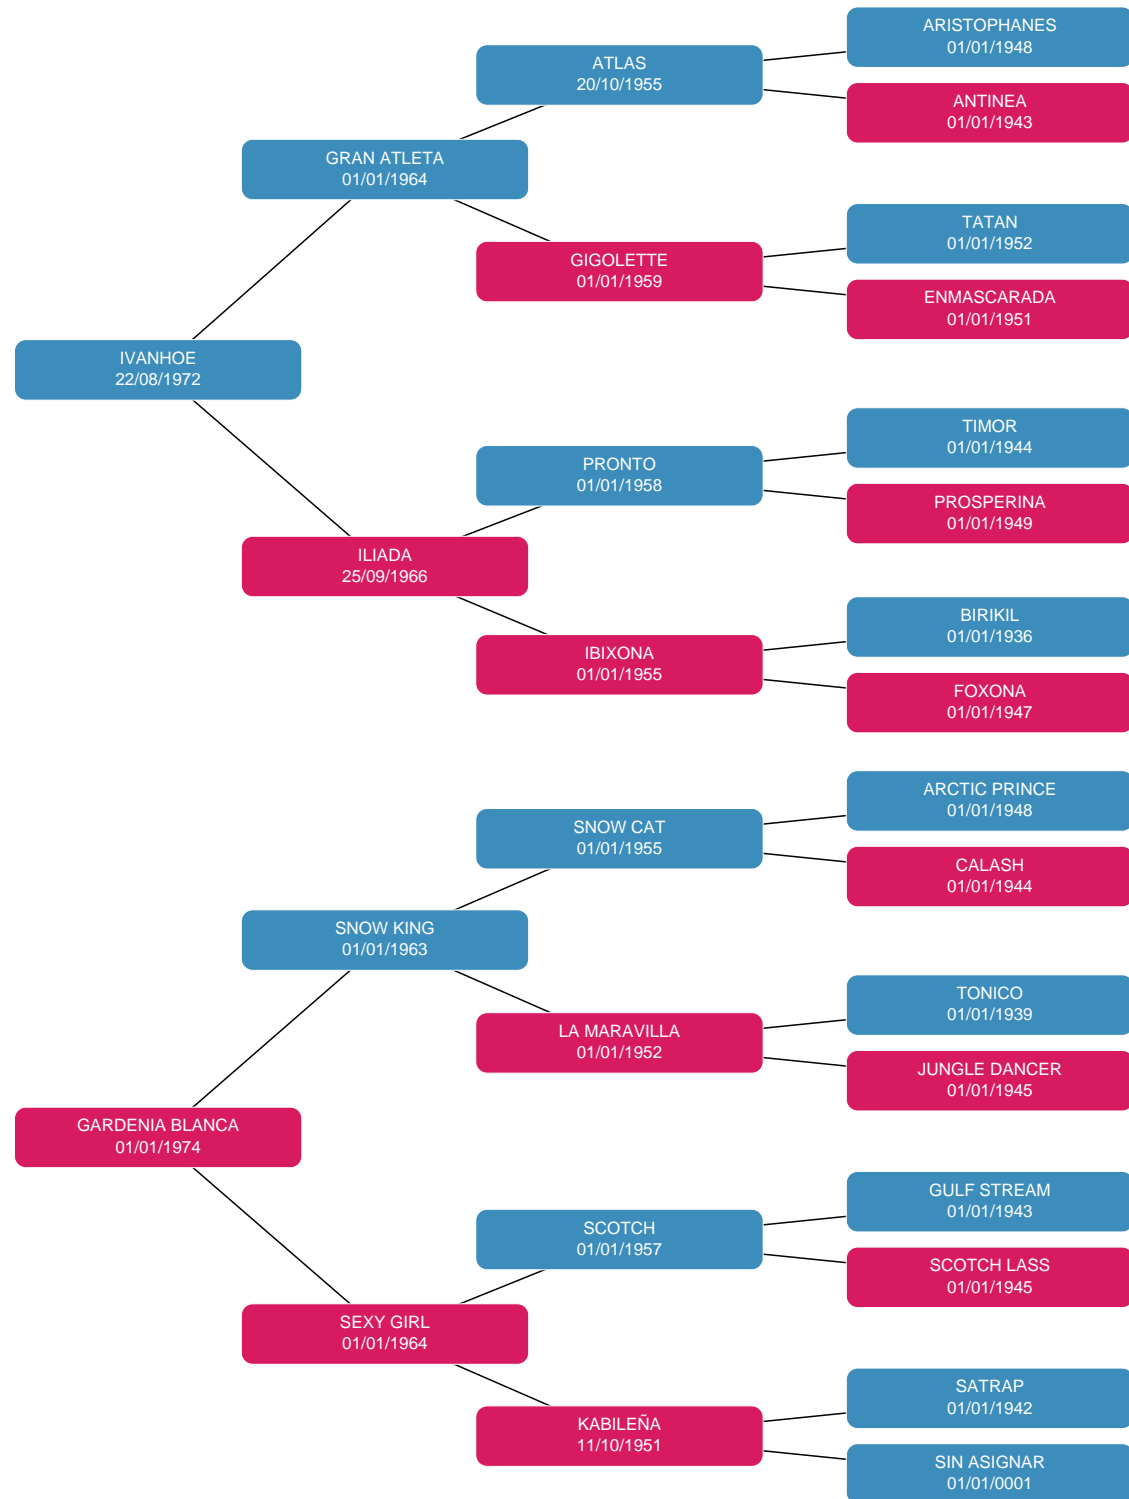 ARISTOPHANES
01/01/1948
ATLAS
20/10/1955
ANTINEA
01/01/1943
GRAN ATLETA
01/01/1964
TATAN
01/01/1952
GIGOLETTE
01/01/1959
ENMASCARADA
01/01/1951
IVANHOE
22/08/1972
TIMOR
01/01/1944
PRONTO
01/01/1958
PROSPERINA
01/01/1949
ILIADA
25/09/1966
BIRIKIL
01/01/1936
IBIXONA
01/01/1955
FOXONA
01/01/1947
ARCTIC PRINCE
01/01/1948
SNOW CAT
01/01/1955
CALASH
01/01/1944
SNOW KING
01/01/1963
TONICO
01/01/1939
LA MARAVILLA
01/01/1952
JUNGLE DANCER
01/01/1945
GARDENIA BLANCA
01/01/1974
GULF STREAM
01/01/1943
SCOTCH
01/01/1957
SCOTCH LASS
01/01/1945
SEXY GIRL
01/01/1964
SATRAP
01/01/1942
KABILEÑA
11/10/1951
SIN ASIGNAR
01/01/0001